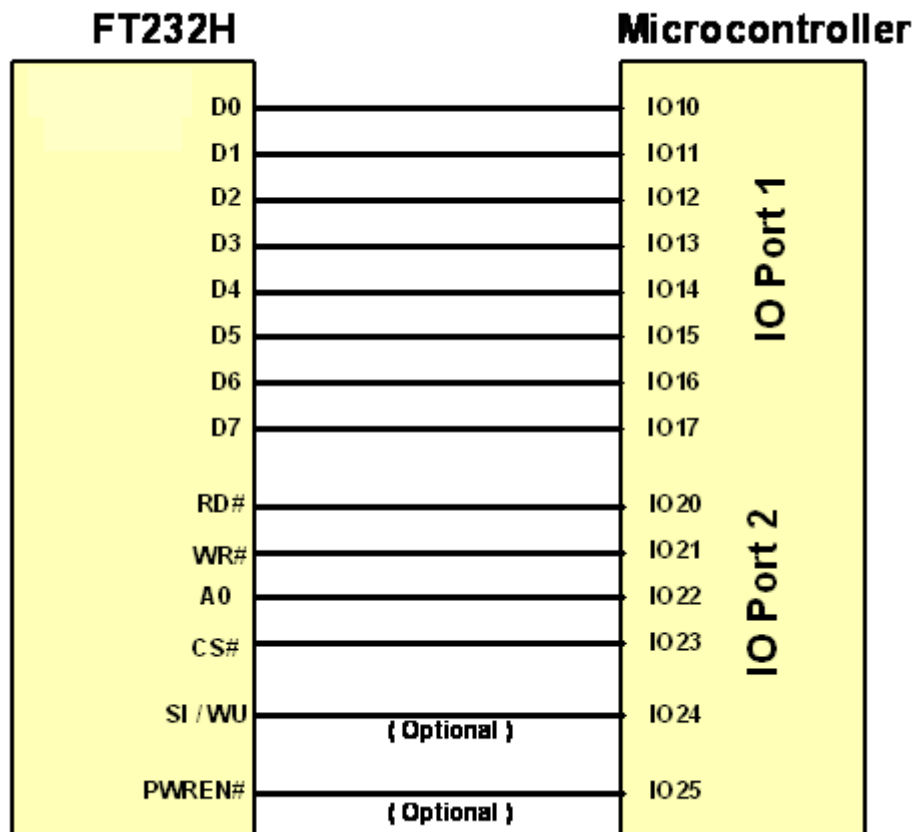 FT232H Microcontroller
D0 IO10
D1 IO11
D2 IO12
D3 IO13
D4 IO14
D5 IO15
D6 IO16
D7 IO17
IO Port 1
RD# IO20
WR# IO21
A0 IO22
CS# IO23
IO Port 2
SI / WU IO24
( Optional )
PWREN# IO25
( Optional )